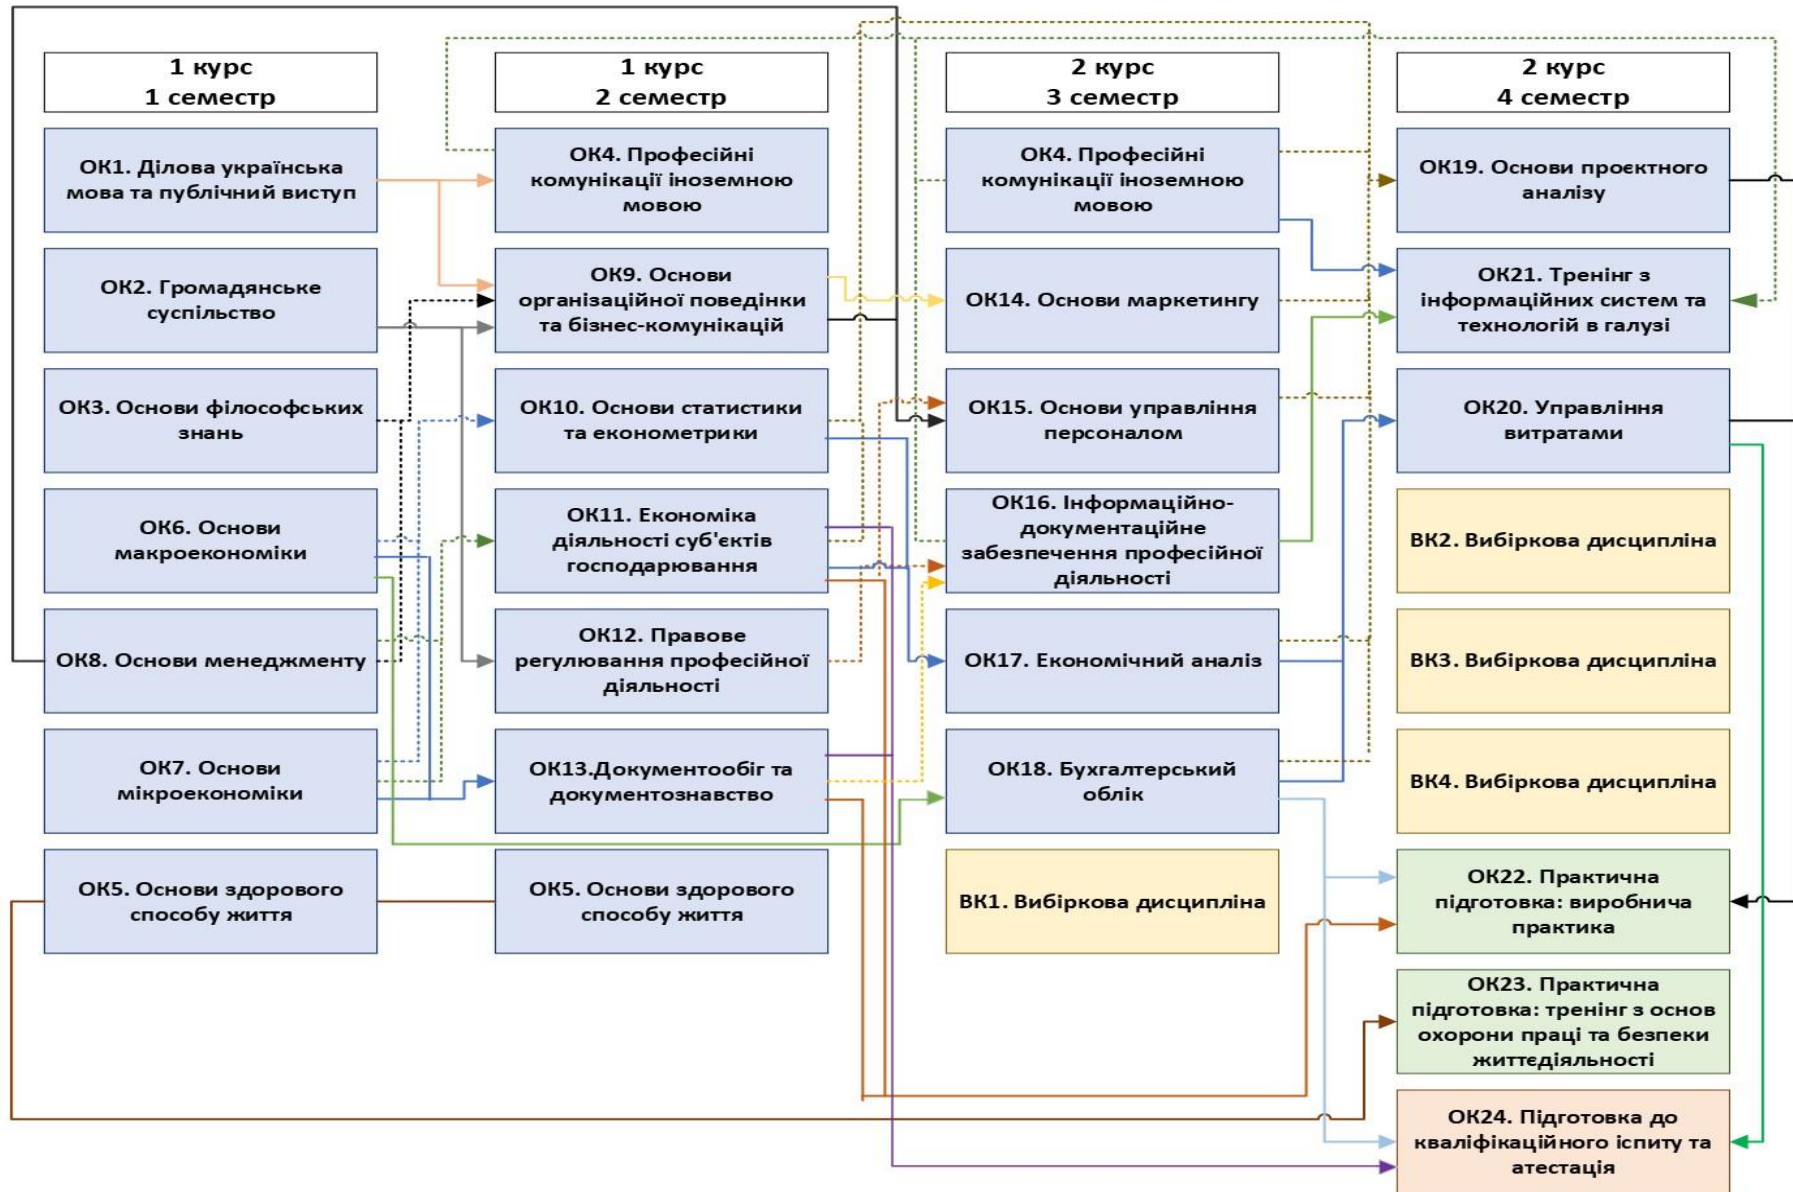 1 курс
1 семестр
ОК1. Ділова українська
мова та публічний виступ
ОК2. Громадянське
суспільство
ОК3. Основи філософських
знань
ОК6. Основи
макроекономіки
ОК8. Основи менеджменту
ОК7. Основи
мікроекономіки
ОК5. Основи здорового
способу життя
1 курс
2 семестр
ОК4. Професійні
комунікації іноземною
мовою
ОК9. Основи
організаційної поведінки
та бізнес-комунікацій
ОК10. Основи статистики
та економетрики
ОК11. Економіка
діяльності суб'єктів
господарювання
ОК12. Правове
регулювання професійної
діяльності
ОК13.Документообіг та
документознавство
ОК5. Основи здорового
способу життя
2 курс
3 семестр
ОК4. Професійні
комунікації іноземною
мовою
ОК14. Основи маркетингу
ОК15. Основи управління
персоналом
ОК16. Інформаційно-
документаційне
забезпечення професійної
діяльності
ОК17. Економічний аналіз
ОК18. Бухгалтерський
облік
ВК1. Вибіркова дисципліна
2 курс
4 семестр
ОК19. Основи проєктного
аналізу
ОК21. Тренінг з
інформаційних систем та
технологій в галузі
ОК20. Управління
витратами
ВК2. Вибіркова дисципліна
ВК3. Вибіркова дисципліна
ВК4. Вибіркова дисципліна
ОК22. Практична
підготовка: виробнича
практика
ОК23. Практична
підготовка: тренінг з основ
охорони праці та безпеки
життєдіяльності
ОК24. Підготовка до
кваліфікаційного іспиту та
атестація